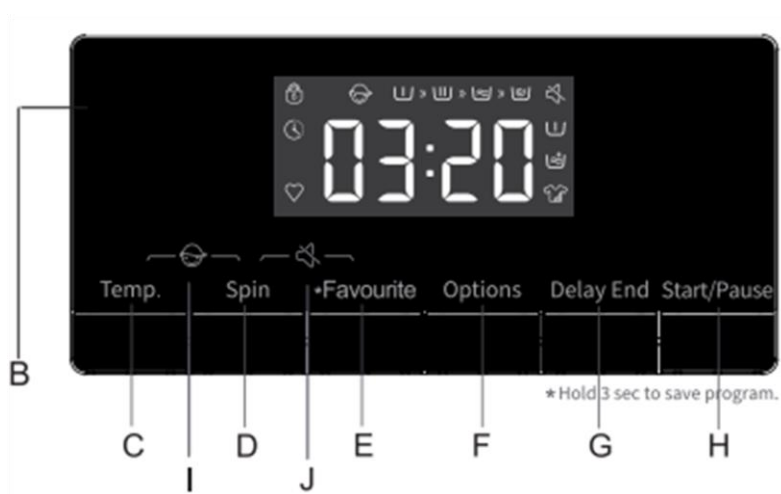 03:20
Temp. Spin *Favourite Options Delay End Start/Pause
B
*Hold 3 sec to save program.
C D E F G H
I J